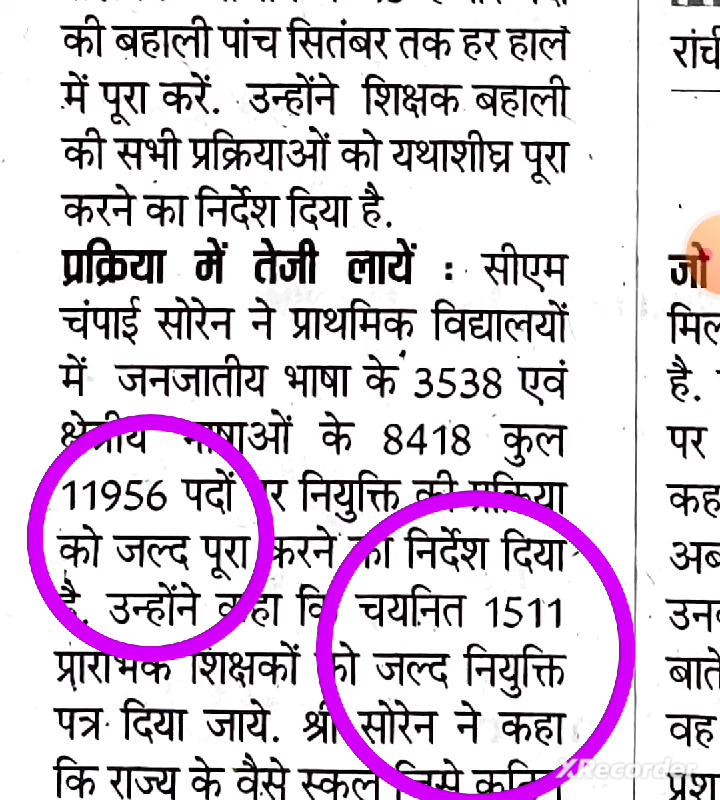 की बहाली पांच सितंबर तक हर हाल
में पूरा करें. उन्होंने शिक्षक बहाली
की सभी प्रक्रियाओं को यथाशीघ्र पूरा
करने का निर्देश दिया है.
प्रक्रिया में तेजी लायें : सीएम
चंपाई सोरेन ने प्राथमिक विद्यालयों
में जनजातीय भाषा के 3538 एवं
क्षेत्रीय भाषाओं के 8418 कुल
11956 पदों पर नियुक्ति की प्रक्रिया
को जल्द पूरा करने का निर्देश दिया
है. उन्होंने कहा कि चयनित 1511
प्रारंभिक शिक्षकों को जल्द नियुक्ति
पत्र दिया जाये. श्री सोरेन ने कहा
कि राज्य के वैसे स्कूल जिसे
रांची
जो
मिल
है.
पर
कह
अब
उन
बाते
वह
प्रश
XRecorder